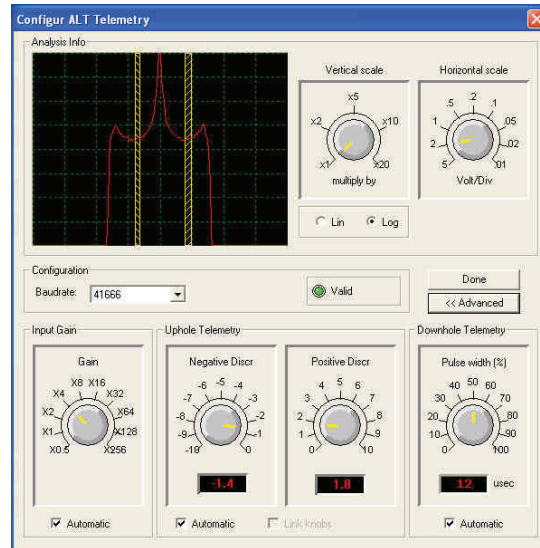 Configur ALT Telemetry
Analysis Info
Vertical scale
x1
x2
x5
x10
x20
multiply by
Horizontal scale
5
2
1
.5
.2
.1
.05
.02
.01
Volt/Div
Lin
Log
Configuration
Baudrate: 41666
Valid
Done
<< Advanced
Input Gain
Gain
X0.5
X1
X2
X4
X8
X16
X32
X64
X128
X256
Automatic
Uphole Telemetry
Negative Discr
-10
-9
-8
-7
-6
-5
-4
-3
-2
-1
0
-1.4
Automatic
Positive Discr
0
1
2
3
4
5
6
7
8
9
10
1.8
Link knobs
Downhole Telemetry
Pulse width (%)
0
10
20
30
40
50
60
70
80
90
100
12 usec
Automatic